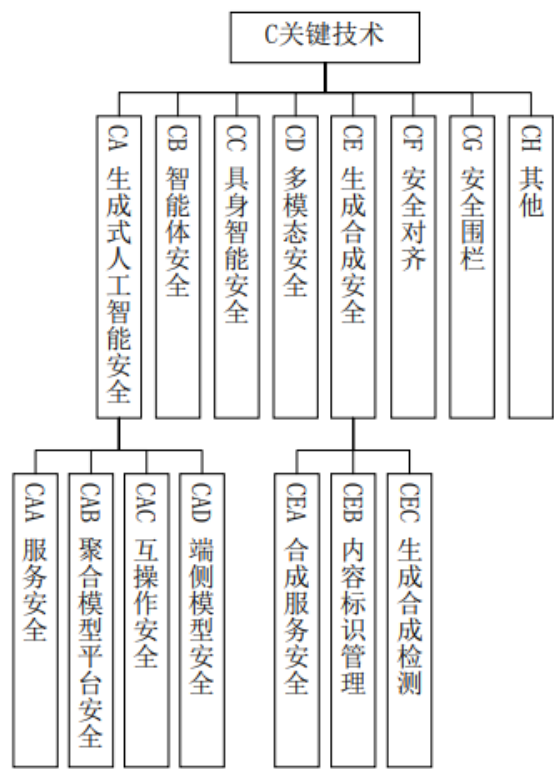 C关键技术
CA 生成式人工智能安全
CB 智能体安全
CC 具身智能安全
CD 多模态安全
CE 生成合成安全
CF 安全对齐
CG 安全围栏
CH 其他
CAA 服务安全
CAB 聚合模型平台安全
CAC 互操作安全
CAD 端侧模型安全
CEA 合成服务安全
CEB 内容标识管理
CEC 生成合成检测